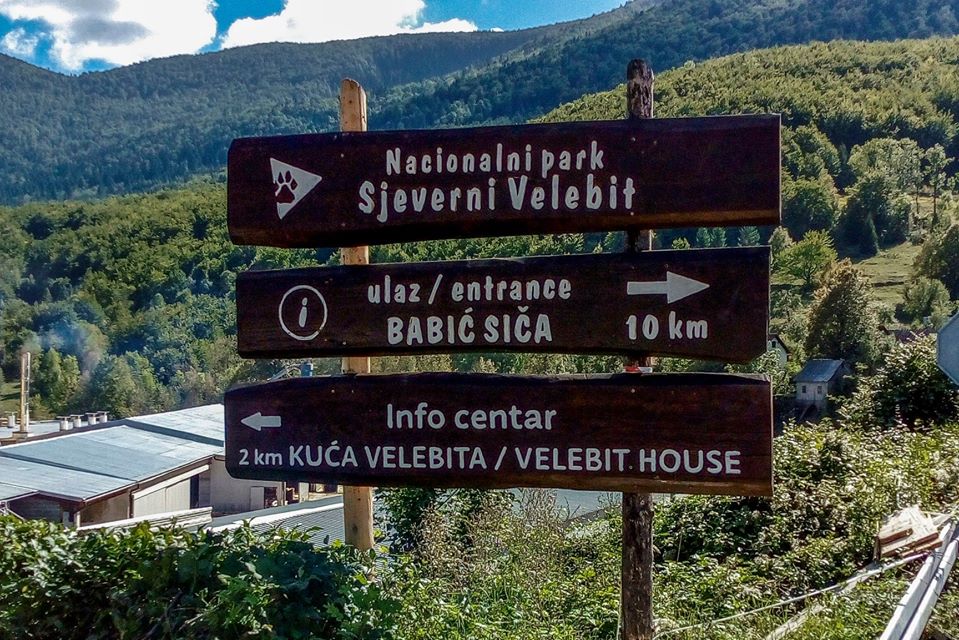 Nacionalni park
Sjeverni Velebit
i
ulaz / entrance
BABIĆ SIČA
10 km
Info centar
2 km KUĆA VELEBITA / VELEBIT HOUSE